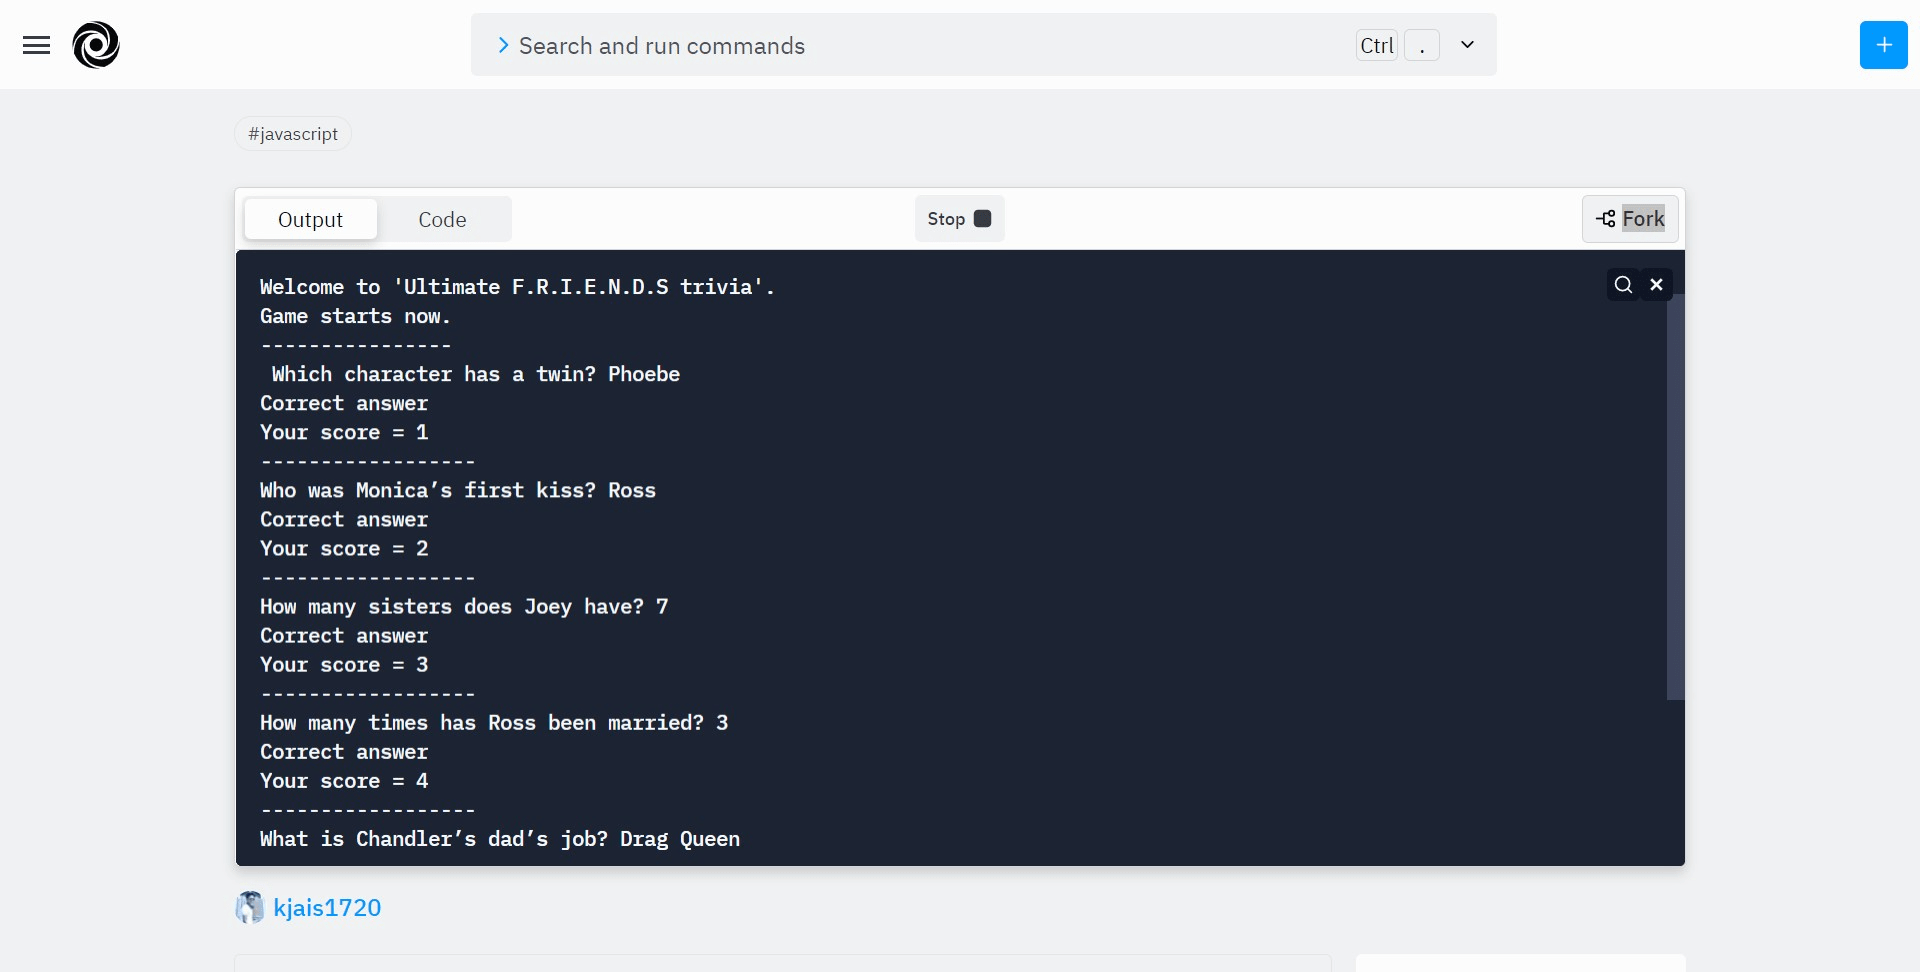 Search and run commands
Ctrl .
#javascript
Output Code Stop Fork
Welcome to 'Ultimate F.R.I.E.N.D.S trivia'.
Game starts now.
----------------
Which character has a twin? Phoebe
Correct answer
Your score = 1
------------------
Who was Monica’s first kiss? Ross
Correct answer
Your score = 2
------------------
How many sisters does Joey have? 7
Correct answer
Your score = 3
------------------
How many times has Ross been married? 3
Correct answer
Your score = 4
------------------
What is Chandler’s dad’s job? Drag Queen
kjais1720